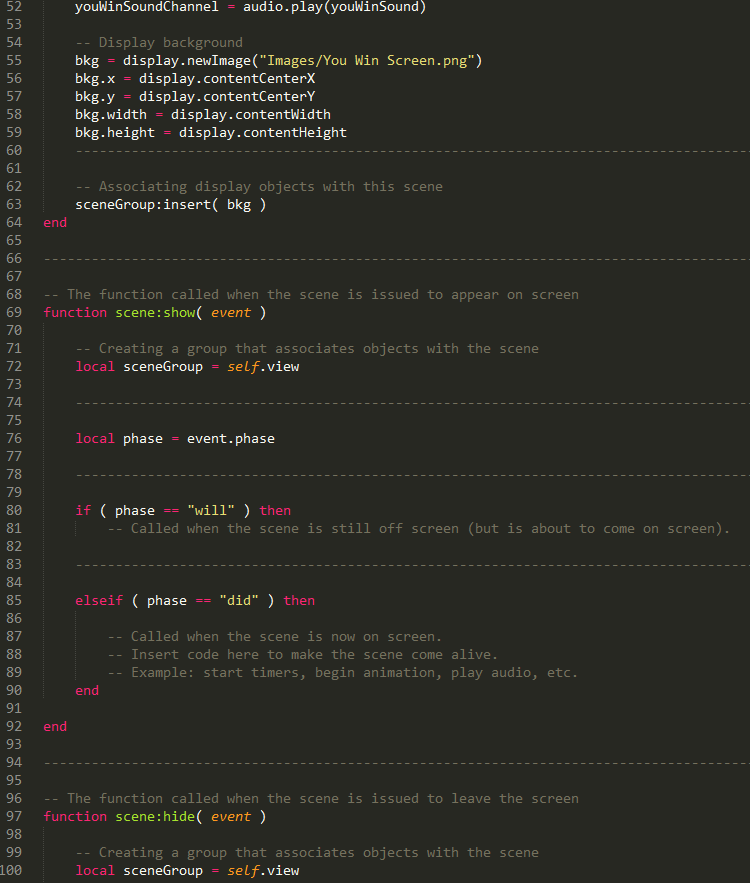 52 youWinSoundChannel = audio.play(youWinSound)
53
54 -- Display background
55 bkg = display.newImage("Images/You Win Screen.png")
56 bkg.x = display.contentCenterX
57 bkg.y = display.contentCenterY
58 bkg.width = display.contentWidth
59 bkg.height = display.contentHeight
60 -----------------------------------------------------------------------------------------
61
62 -- Associating display objects with this scene
63 sceneGroup:insert( bkg )
64 end
65
66 -----------------------------------------------------------------------------------------
67
68 -- The function called when the scene is issued to appear on screen
69 function scene:show( event )
70
71 -- Creating a group that associates objects with the scene
72 local sceneGroup = self.view
73
74 -----------------------------------------------------------------------------------------
75
76 local phase = event.phase
77
78 -----------------------------------------------------------------------------------------
79
80 if ( phase == "will" ) then
81 -- Called when the scene is still off screen (but is about to come on screen).
82
83 -----------------------------------------------------------------------------------------
84
85 elseif ( phase == "did" ) then
86
87 -- Called when the scene is now on screen.
88 -- Insert code here to make the scene come alive.
89 -- Example: start timers, begin animation, play audio, etc.
90 end
91
92 end
93
94 -----------------------------------------------------------------------------------------
95
96 -- The function called when the scene is issued to leave the screen
97 function scene:hide( event )
98
99 -- Creating a group that associates objects with the scene
100 local sceneGroup = self.view